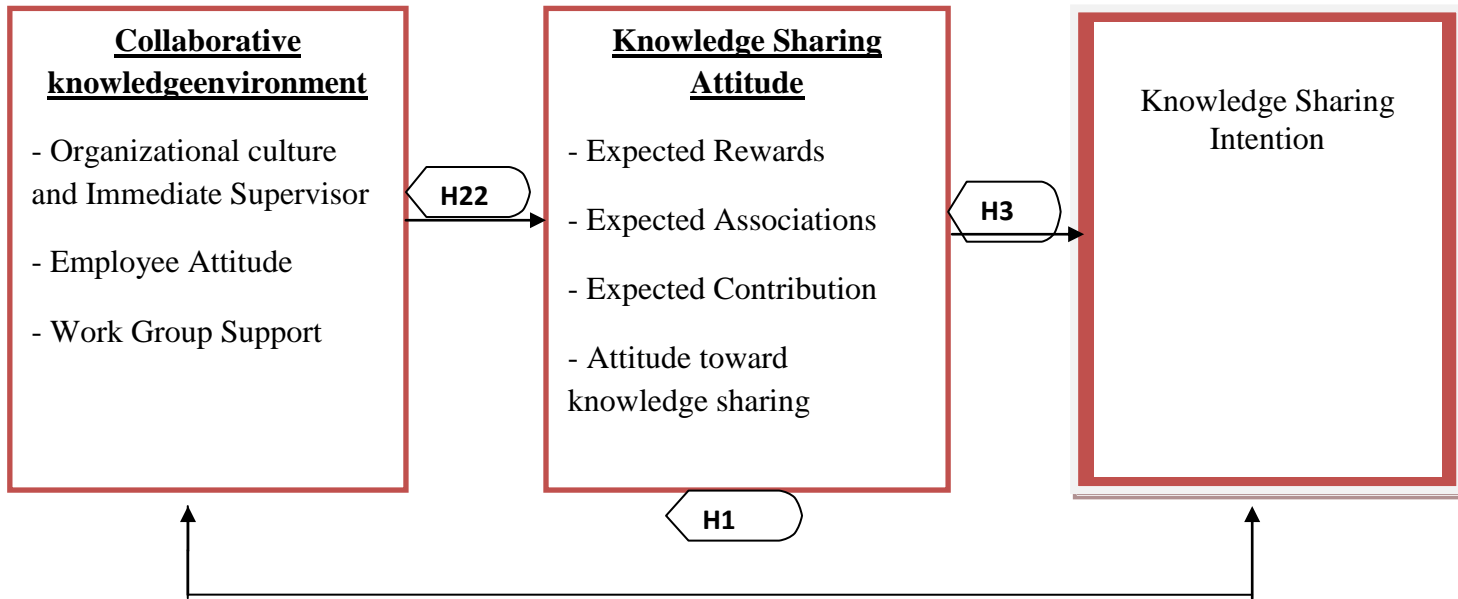 Collaborative
knowledgeenvironment
- Organizational culture
and Immediate Supervisor
- Employee Attitude
- Work Group Support
H22
Knowledge Sharing
Attitude
- Expected Rewards
- Expected Associations
- Expected Contribution
- Attitude toward
knowledge sharing
H3
Knowledge Sharing
Intention
H1